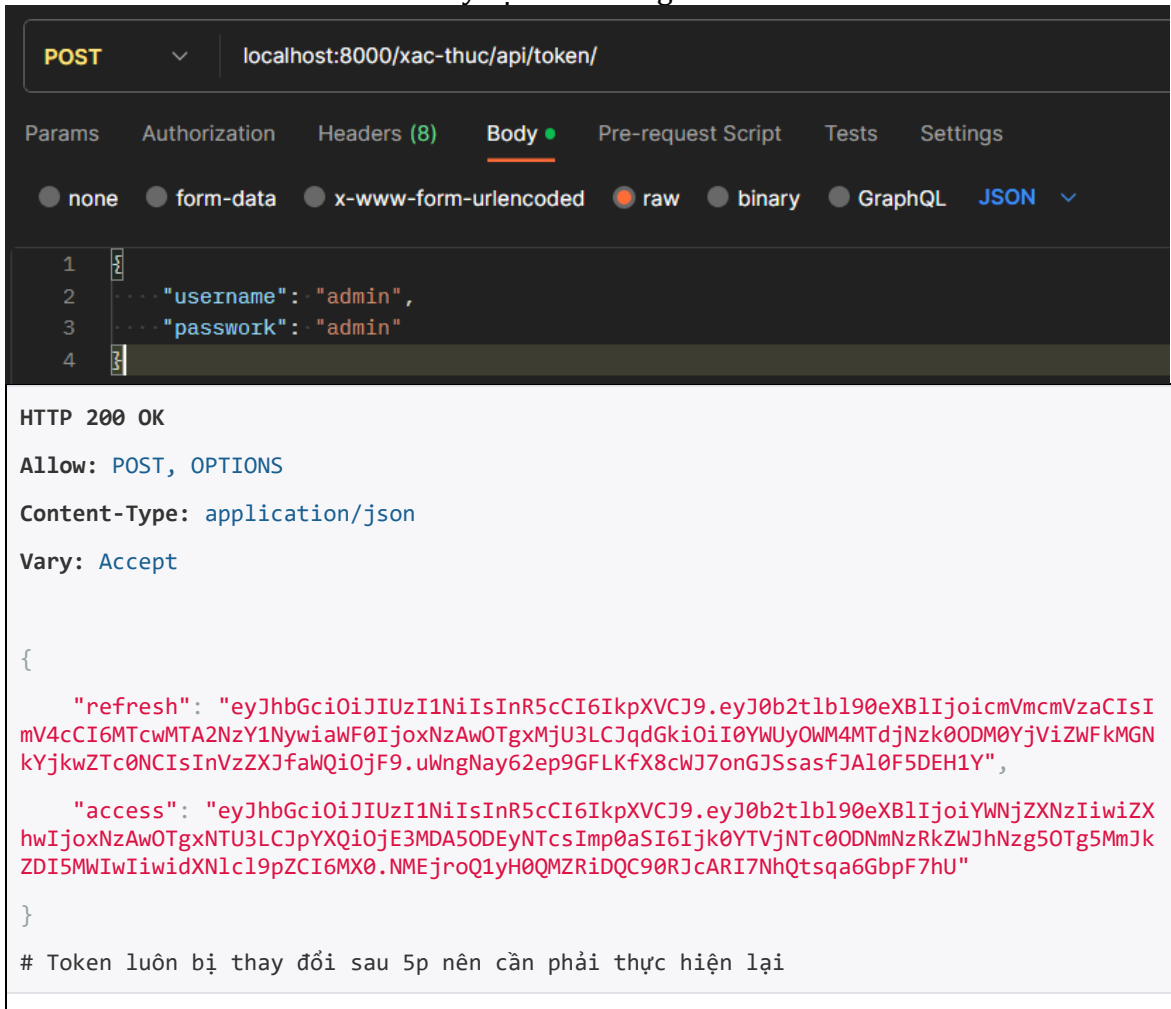 POST localhost:8000/xac-thuc/api/token/
Params Authorization Headers (8) Body Pre-request Script Tests Settings
none form-data x-www-form-urlencoded raw binary GraphQL JSON
1 {
2 "username": "admin",
3 "passwork": "admin"
4 }
HTTP 200 OK
Allow: POST, OPTIONS
Content-Type: application/json
Vary: Accept
{
"refresh": "eyJhbGciOiJIUzI1NiIsInR5cCI6IkpXVCJ9.eyJ0b2tlbl90eXBlIjoicmVmcmVzaCIsI
mV4cCI6MTcwMTA2NzY1NywiaWF0IjoxNzAwOTgxMjU3LCJqdGkiOiI0YWUyOWM4MTdjNzk0ODM0YjViZWFkMGN
kYjkwZTc0NCIsInVzZXJfaWQiOjF9.uWngNay62ep9GFLKfX8cWJ7onGJSsasfJAl0F5DEH1Y",
"access": "eyJhbGciOiJIUzI1NiIsInR5cCI6IkpXVCJ9.eyJ0b2tlbl90eXBlIjoiYWNjZXNzIiwiZX
hwIjoxNzAwOTgxNTU3LCJpYXQiOjE3MDA5ODEyNTcsImp0aSI6Ijk0YTVjNTc0ODNmNzRkZWJhNzg5OTg5MmJk
ZDI5MWIwIiwidXNlcl9pZCI6MX0.NMEjroQ1yH0QMZRiDQC90RJcARI7NhQtsqa6GbpF7hU"
}
# Token luôn bị thay đổi sau 5p nên cần phải thực hiện lại